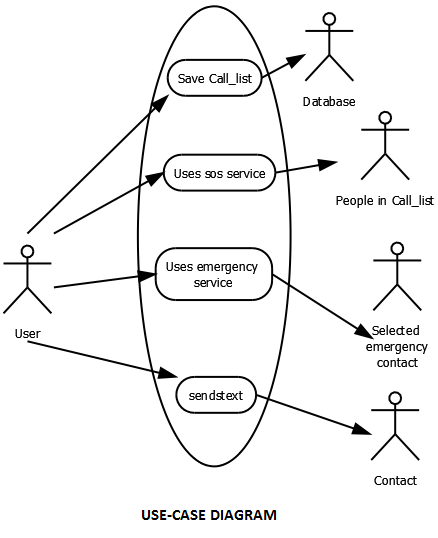 Save Call_list
Database
Uses sos service
People in Call_list
Uses emergency
service
User
Selected
emergency
contact
sendstext
Contact
USE-CASE DIAGRAM